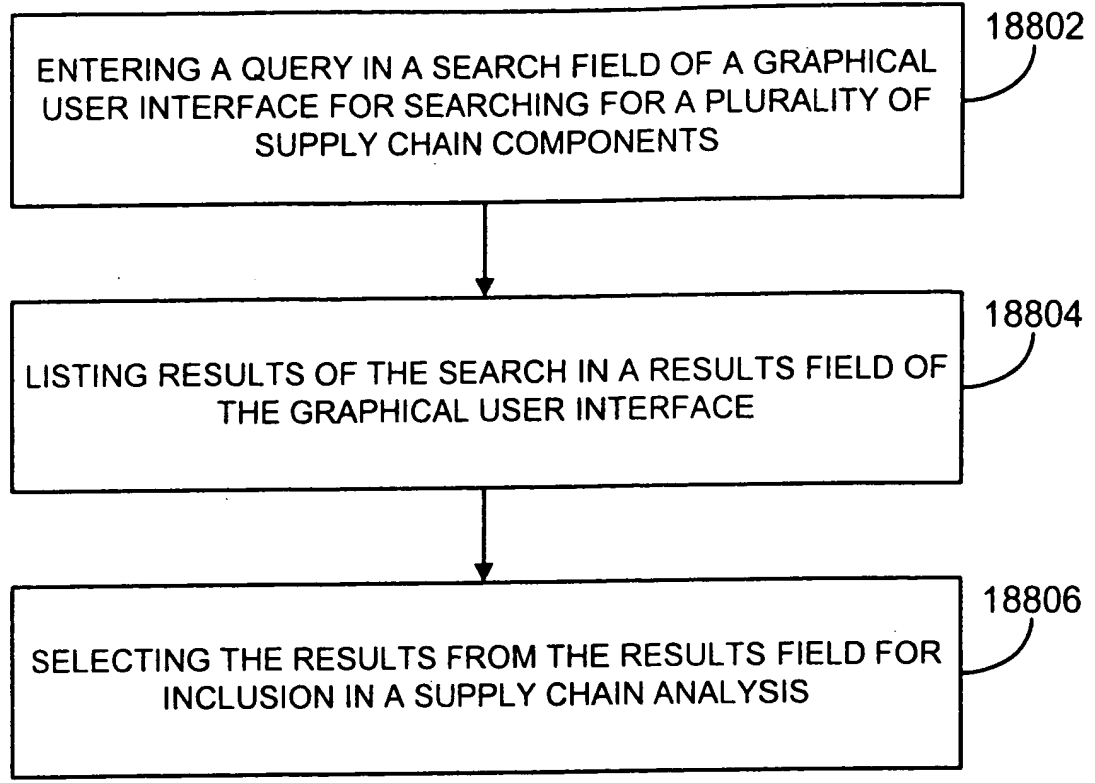 18802
ENTERING A QUERY IN A SEARCH FIELD OF A GRAPHICAL
USER INTERFACE FOR SEARCHING FOR A PLURALITY OF
SUPPLY CHAIN COMPONENTS
18804
LISTING RESULTS OF THE SEARCH IN A RESULTS FIELD OF
THE GRAPHICAL USER INTERFACE
18806
SELECTING THE RESULTS FROM THE RESULTS FIELD FOR
INCLUSION IN A SUPPLY CHAIN ANALYSIS